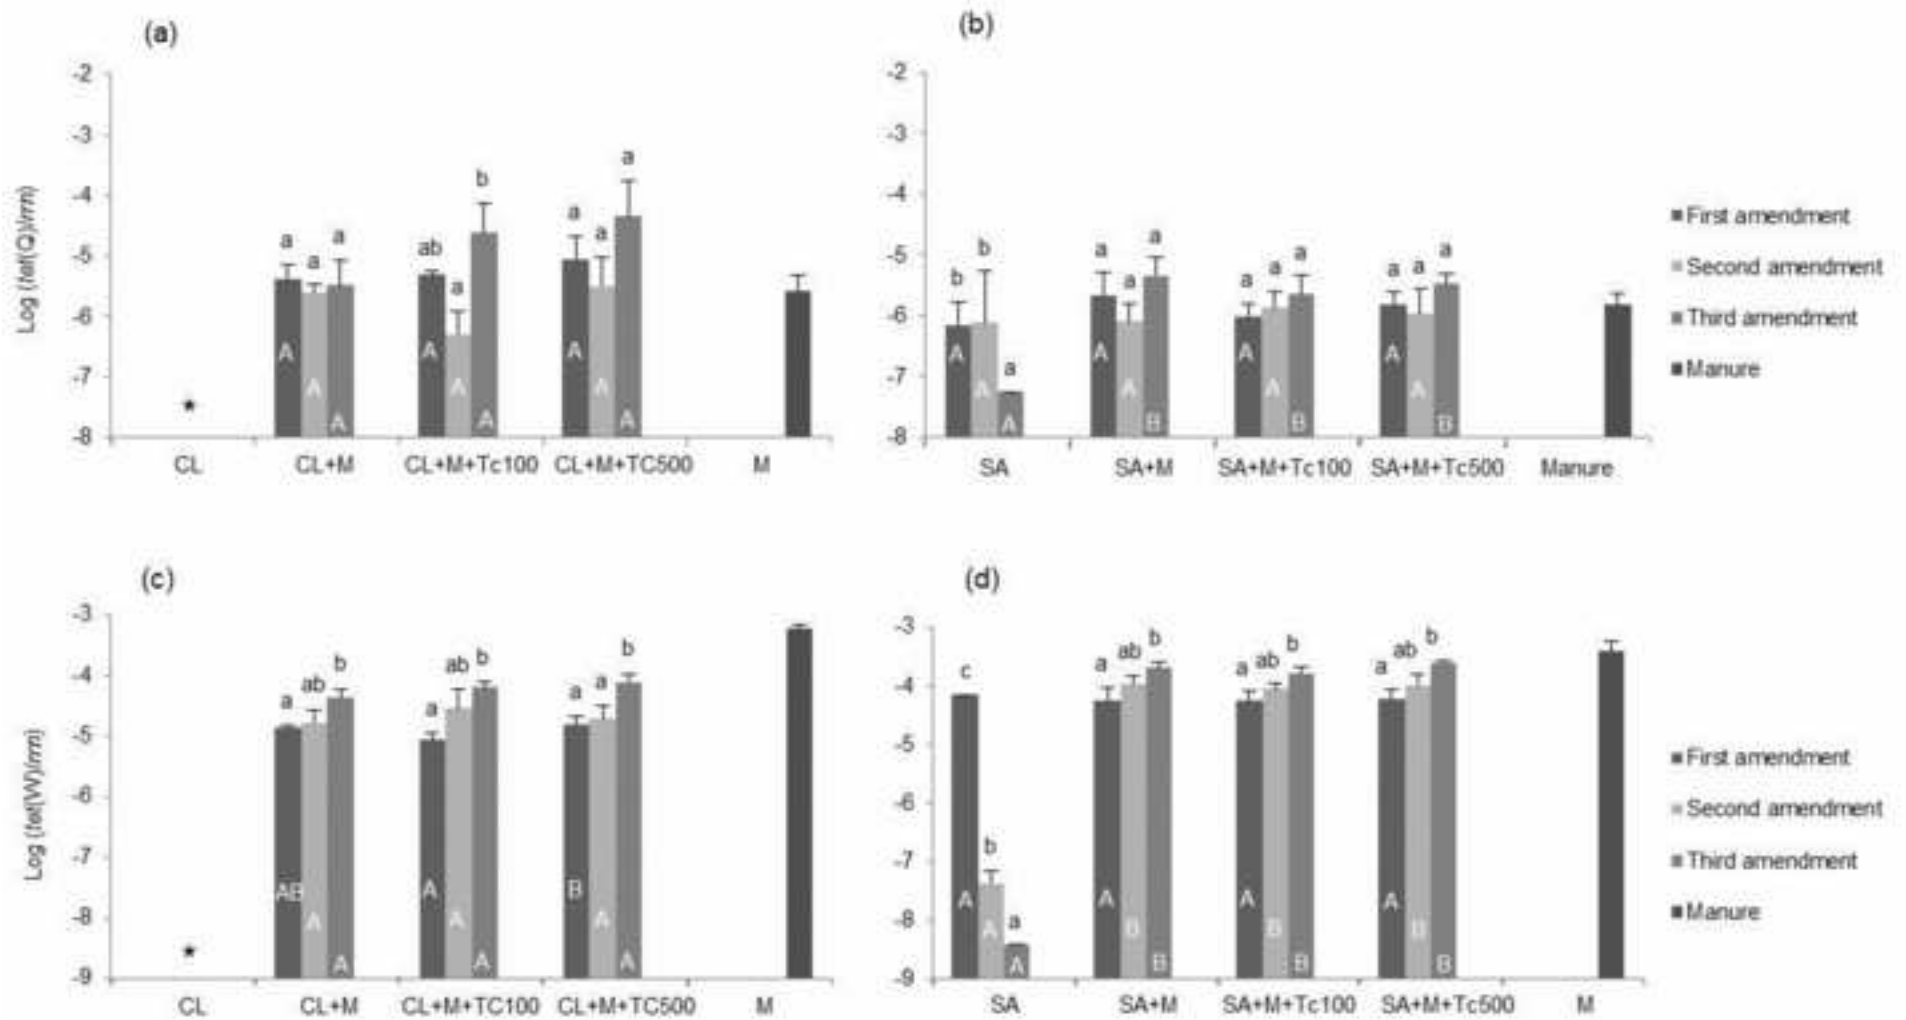 (a)
Log (tet(Q)/rrn)
-2
-3
-4
-5
-6
-7
-8
*
a a a
ab a b
a a a
A A A
A A A
A A A
CL CL+M CL+M+Tc100 CL+M+TC500 M
(b)
-2
-3
-4
-5
-6
-7
-8
b b a
a a a
a a a
a a a
A A A
A A B
A A B
A A B
SA SA+M SA+M+Tc100 SA+M+Tc500 Manure
First amendment
Second amendment
Third amendment
Manure
(c)
Log (tet(W)/rrn)
-3
-4
-5
-6
-7
-8
-9
*
a ab b
a ab b
a a b
AB A A
A A A
B A A
CL CL+M CL+M+TC100 CL+M+TC500 M
(d)
-3
-4
-5
-6
-7
-8
-9
c b a
a ab b
a ab b
a ab b
A A A
A B B
A B B
A B B
SA SA+M SA+M+Tc100 SA+M+Tc500 M
First amendment
Second amendment
Third amendment
Manure